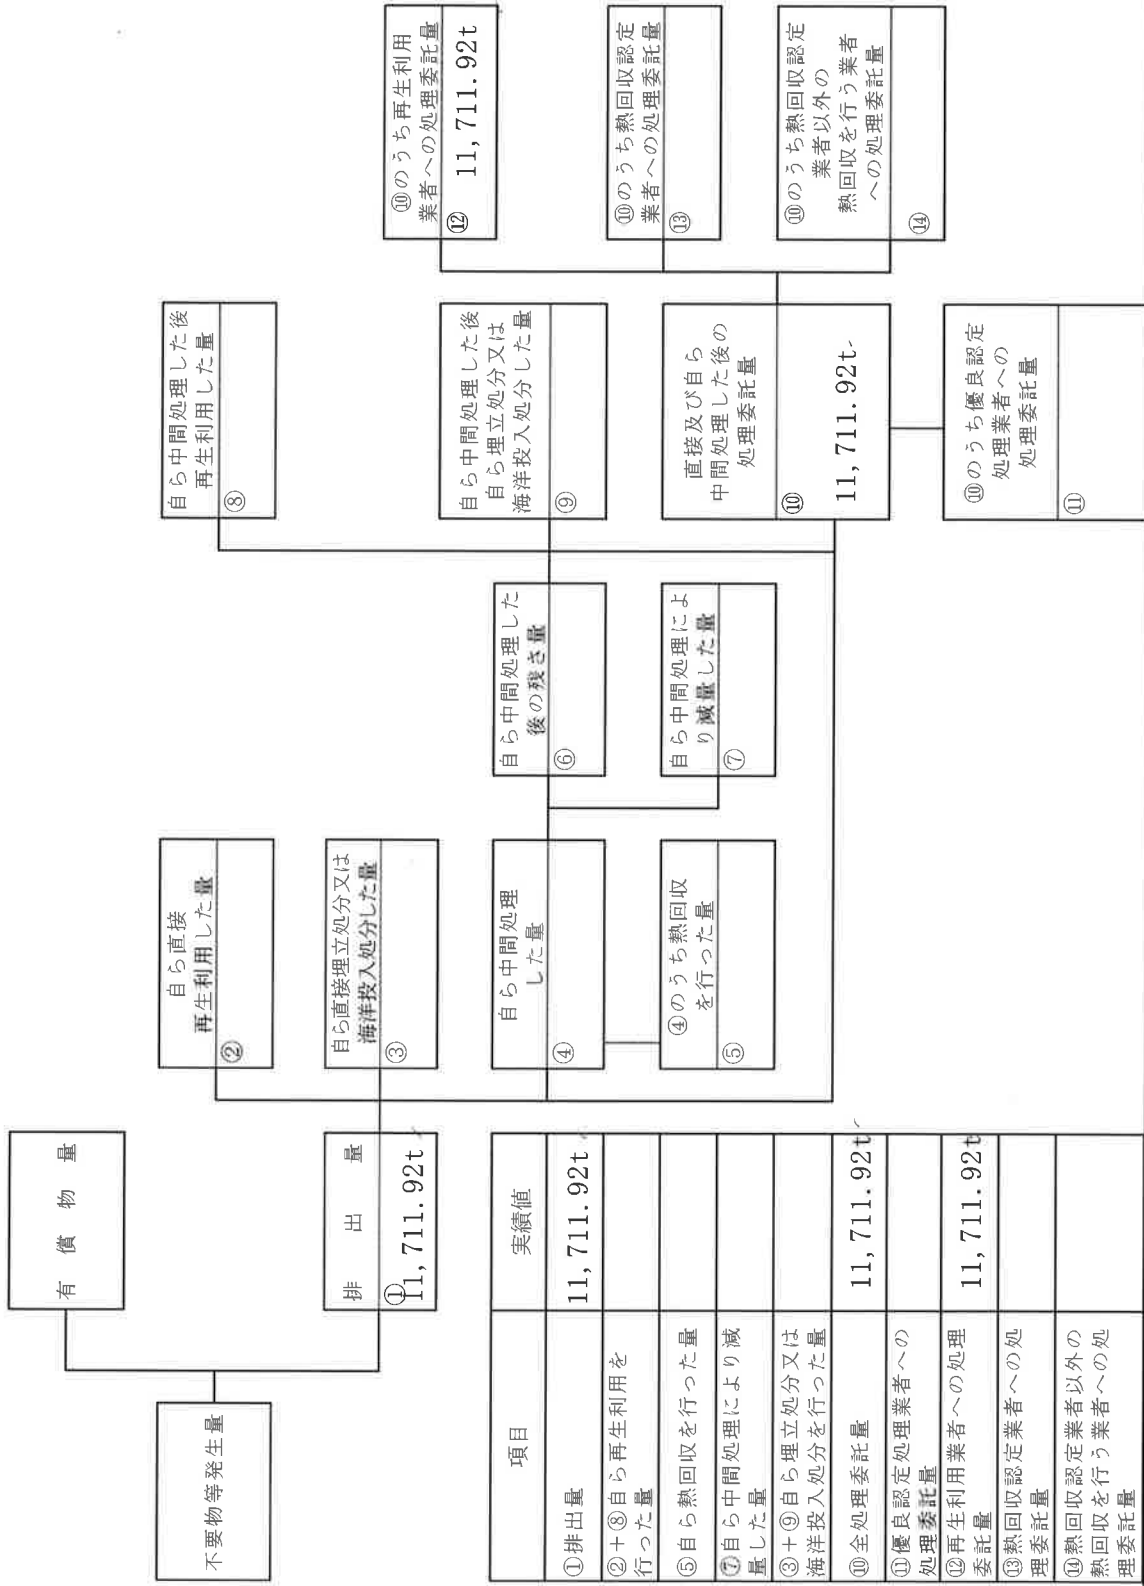 不要物等発生量
有償物量
排出量
①
11,711.92t
自ら直接
再生利用した量
②
自ら直接埋立処分又は
海洋投入処分した量
③
自ら中間処理
した量
④
④のうち熱回収
を行った量
⑤
自ら中間処理した
後の残さ量
⑥
自ら中間処理によ
り減量した量
⑦
自ら中間処理した後
再生利用した量
⑧
自ら中間処理した後
自ら埋立処分又は
海洋投入処分した量
⑨
直接及び自ら
中間処理した後の
処理委託量
⑩
11,711.92t
⑩のうち優良認定
処理業者への
処理委託量
⑪
⑩のうち再生利用
業者への処理委託量
⑫
11,711.92t
⑩のうち熱回収認定
業者への処理委託量
⑬
⑩のうち熱回収認定
業者以外の
熱回収を行う業者
への処理委託量
⑭
項目 実績値
①排出量 11,711.92t
②+⑧自ら再生利用を
行った量
⑤自ら熱回収を行った量
⑦自ら中間処理により減
量した量
③+⑨自ら埋立処分又は
海洋投入処分を行った量
⑩全処理委託量 11,711.92t
⑪優良認定処理業者への
処理委託量
⑫再生利用業者への処理
委託量 11,711.92t
⑬熱回収認定業者への処
理委託量
⑭熱回収認定業者以外の
熱回収を行う業者への処
理委託量